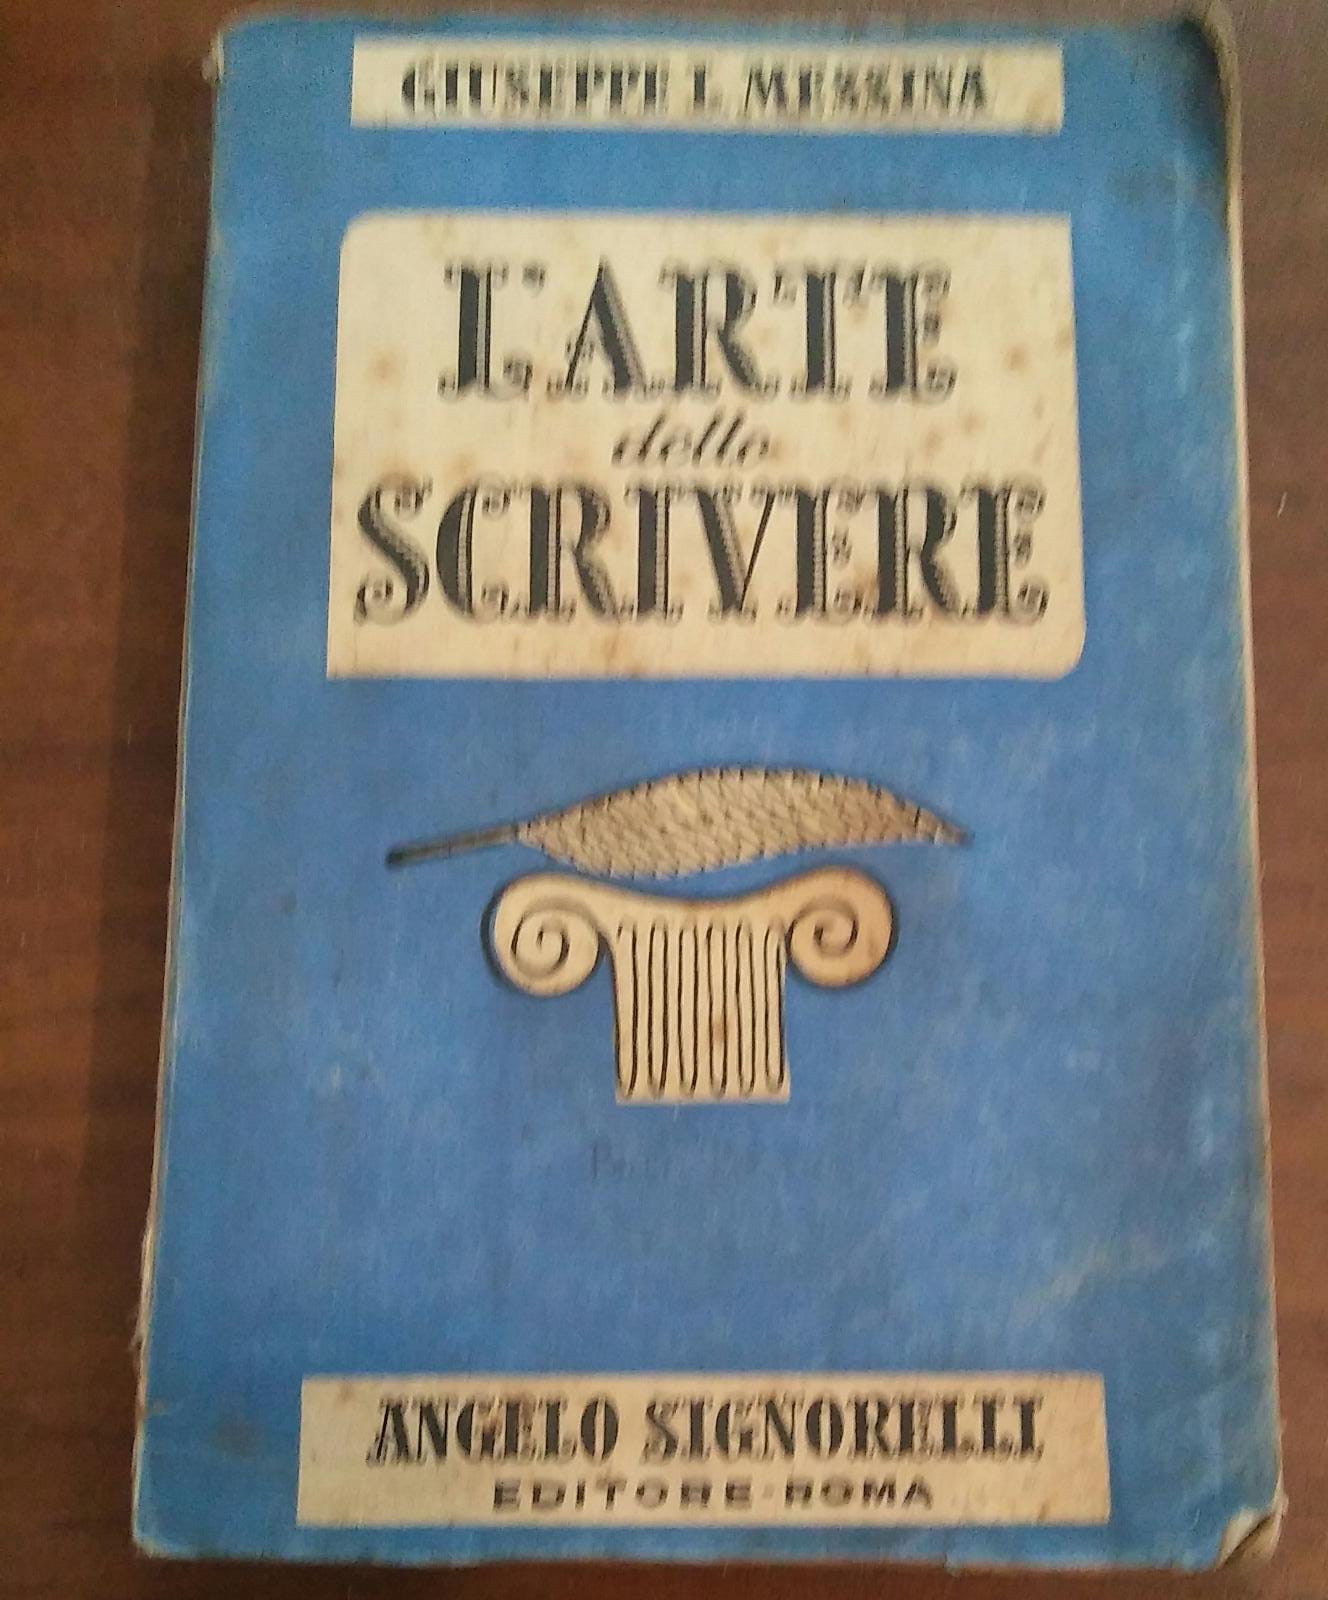 GIUSEPPE L. MESSINA
L'ARTE
dello
SCRIVERE
ANGELO SIGNORELLI
EDITORE - ROMA